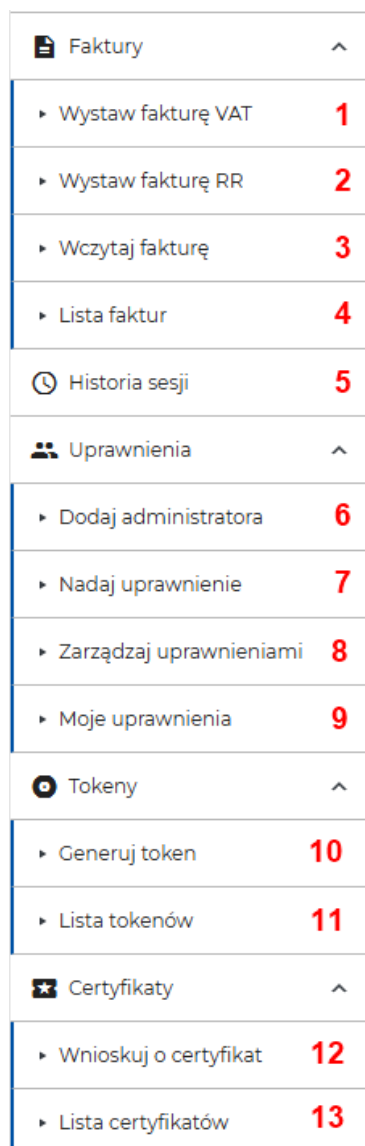 Faktury
Wystaw fakturę VAT 1
Wystaw fakturę RR 2
Wczytaj fakturę 3
Lista faktur 4
Historia sesji 5
Uprawnienia
Dodaj administratora 6
Nadaj uprawnienie 7
Zarządzaj uprawnieniami 8
Moje uprawnienia 9
Tokeny
Generuj token 10
Lista tokenów 11
Certyfikaty
Wnioskuj o certyfikat 12
Lista certyfikatów 13